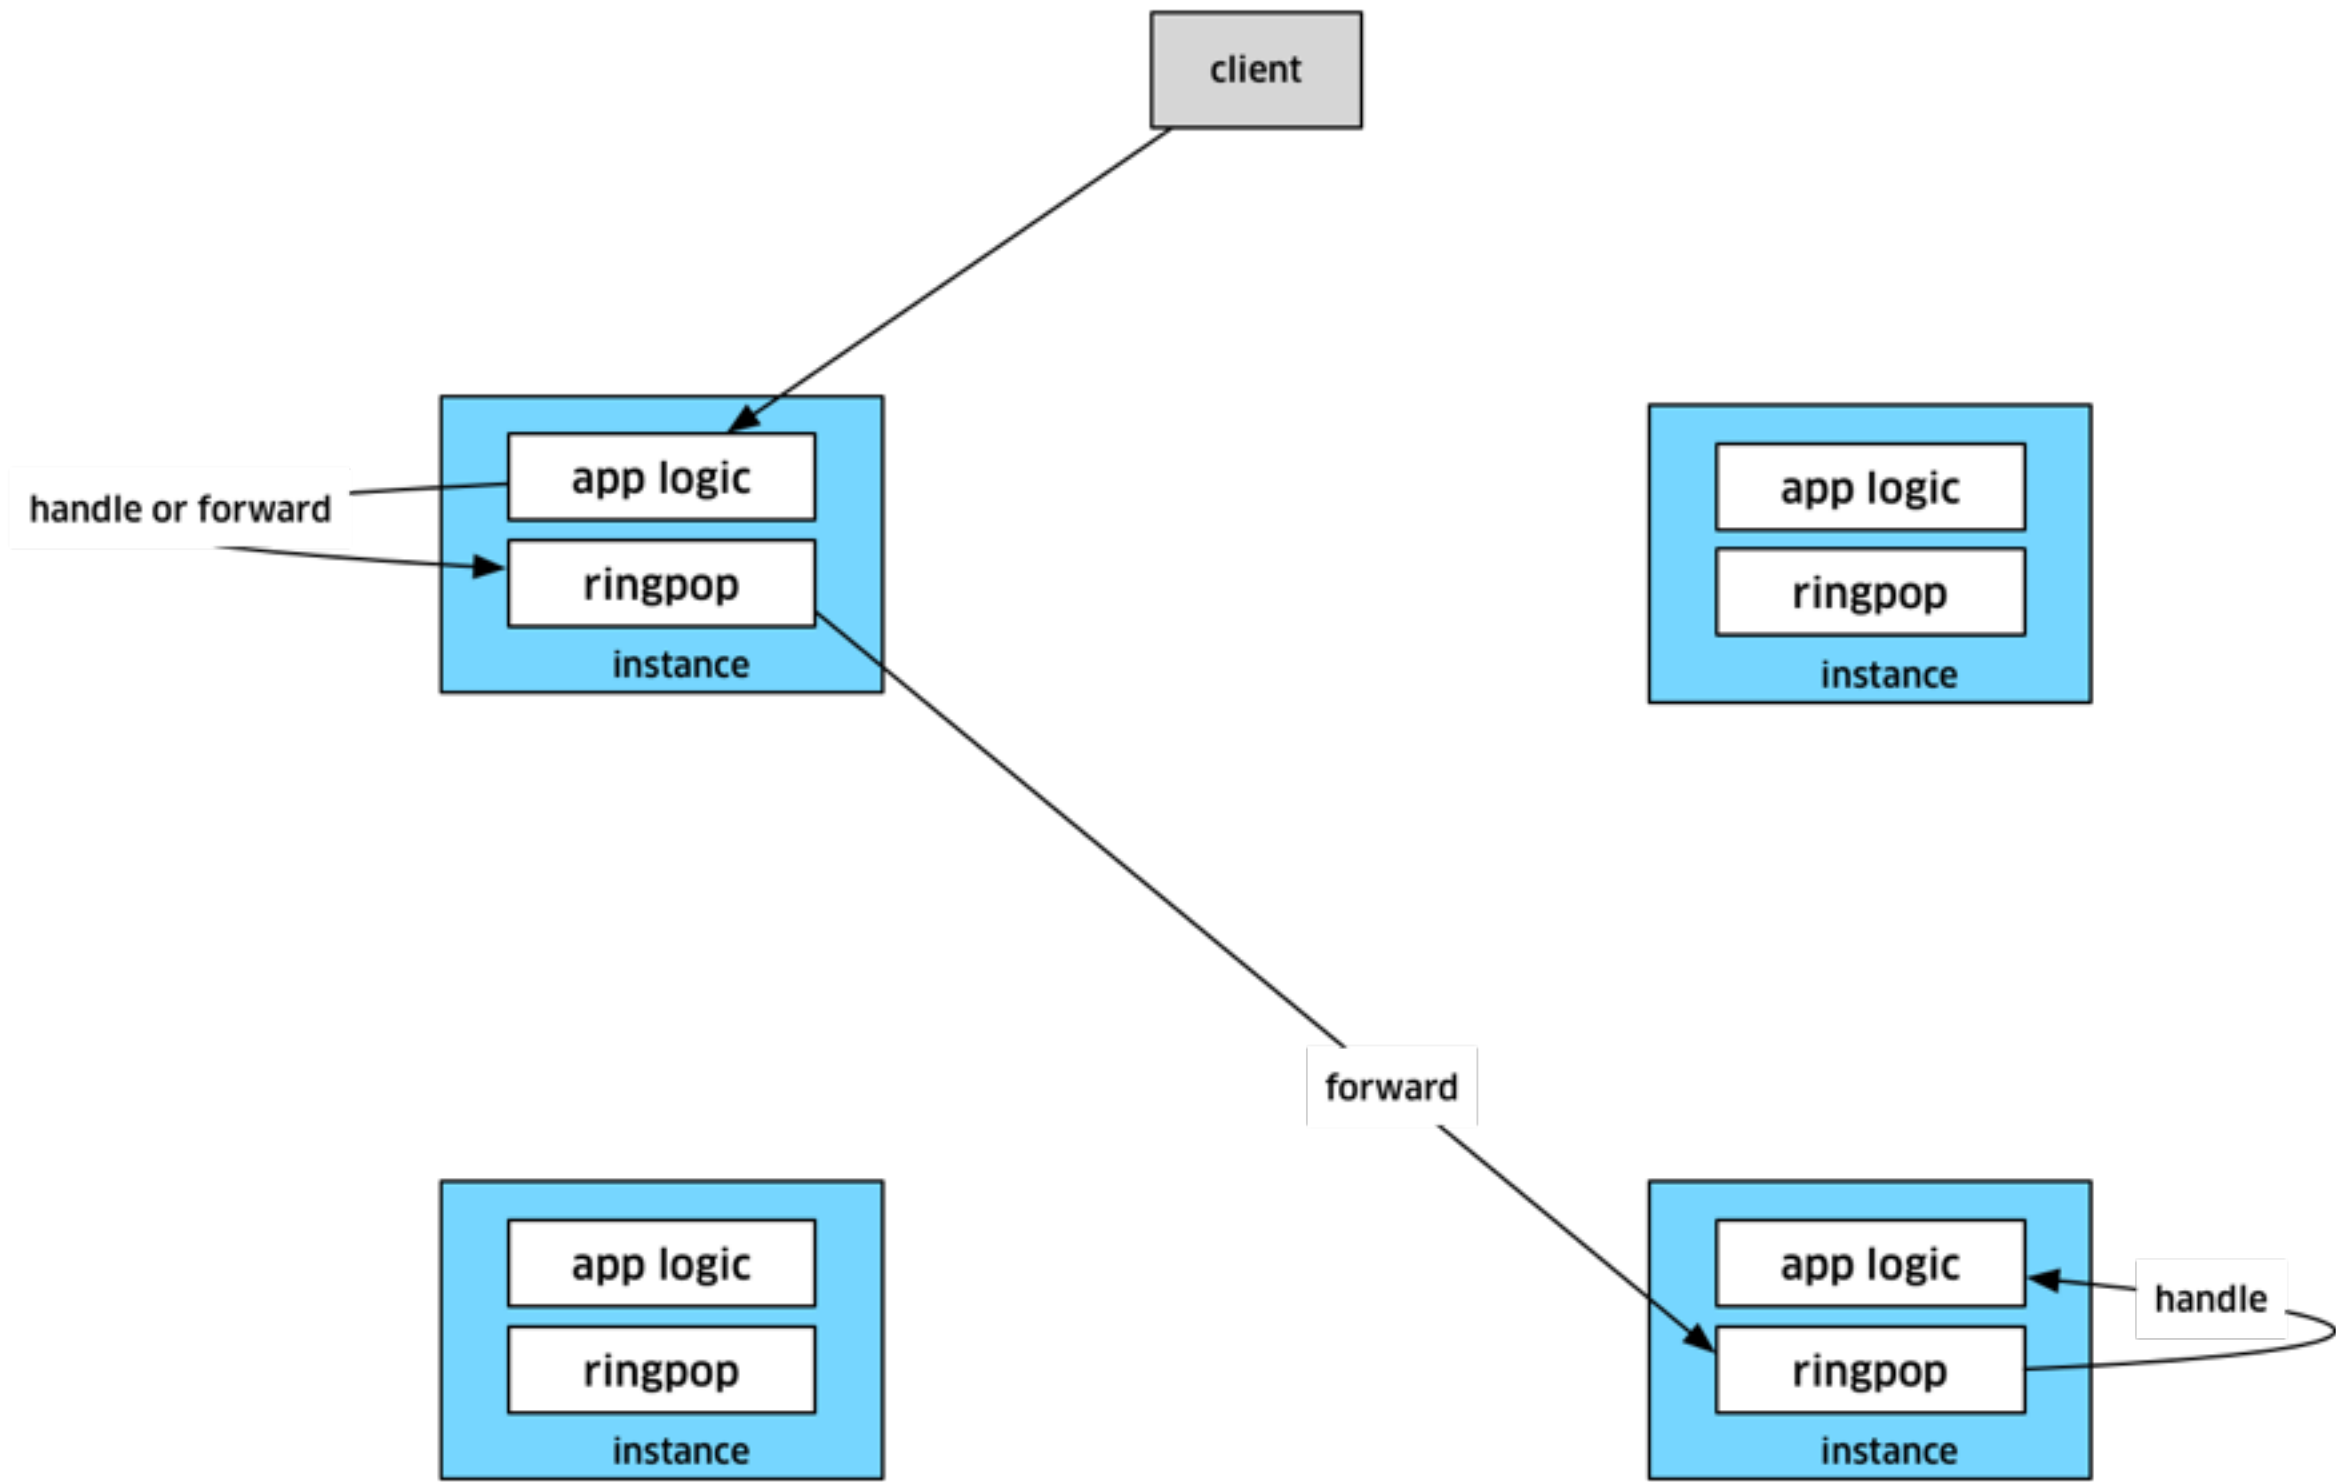 client
app logic
handle or forward
ringpop
instance
app logic
ringpop
instance
forward
app logic
ringpop
instance
app logic
handle
ringpop
instance